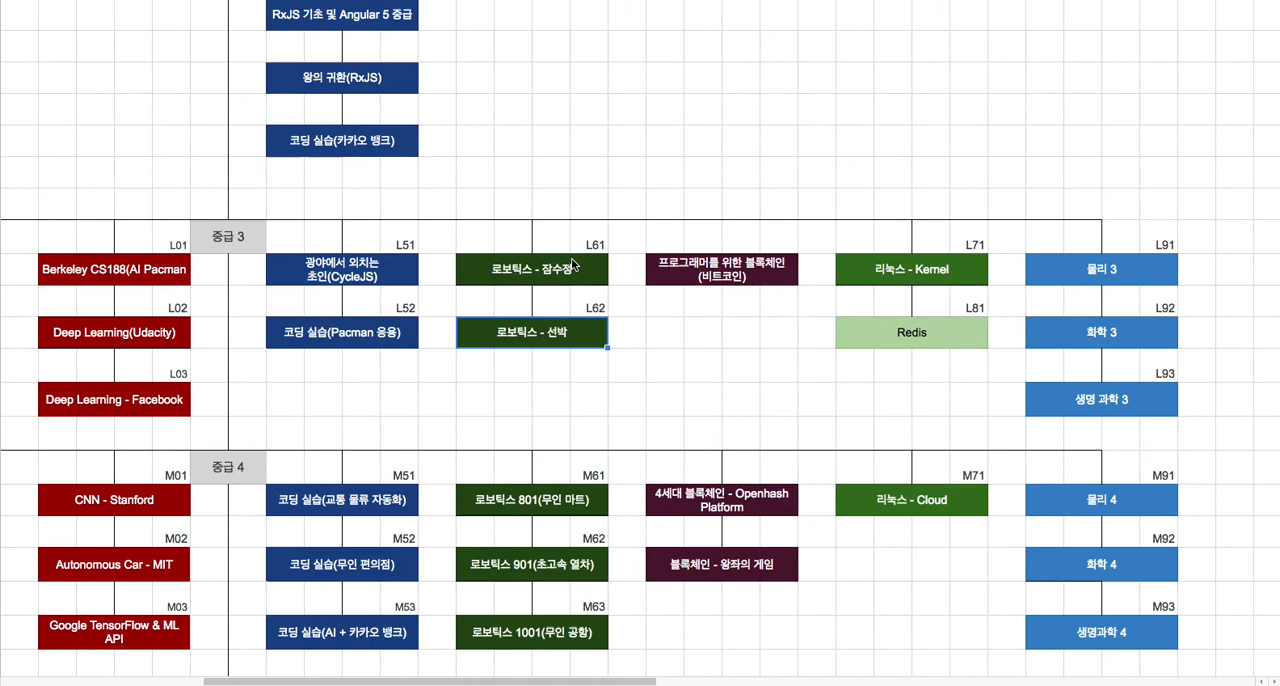 RxJS 기초 및 Angular 5 중급
왕의 귀환(RxJS)
코딩 실습(카카오 뱅크)
중급 3
L01
L51
L61
L71
L91
Berkeley CS188(AI Pacman
광야에서 외치는
초인(CycleJS)
로보틱스 - 잠수정
프로그래머를 위한 블록체인
(비트코인)
리눅스 - Kernel
물리 3
L02
L52
L62
L81
L92
Deep Learning(Udacity)
코딩 실습(Pacman 응용)
로보틱스 - 선박
Redis
화학 3
L03
L93
Deep Learning - Facebook
생명 과학 3
중급 4
M01
M51
M61
M71
M91
CNN - Stanford
코딩 실습(교통 물류 자동화)
로보틱스 801(무인 마트)
4세대 블록체인 - Openhash
Platform
리눅스 - Cloud
물리 4
M02
M52
M62
M92
Autonomous Car - MIT
코딩 실습(무인 편의점)
로보틱스 901(초고속 열차)
블록체인 - 왕좌의 게임
화학 4
M03
M53
M63
M93
Google TensorFlow & ML
API
코딩 실습(AI + 카카오 뱅크)
로보틱스 1001(무인 공항)
생명과학 4